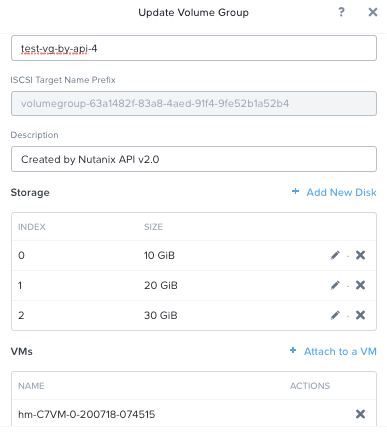 Update Volume Group ? ×
test-vg-by-api-4
ISCSI Target Name Prefix
volumegroup-63a1482f-83a8-4aed-91f4-9fe52b1a52b4
Description
Created by Nutanix API v2.0
Storage + Add New Disk
INDEX SIZE
0 10 GiB
1 20 GiB
2 30 GiB
VMs + Attach to a VM
NAME ACTIONS
hm-C7VM-0-200718-074515